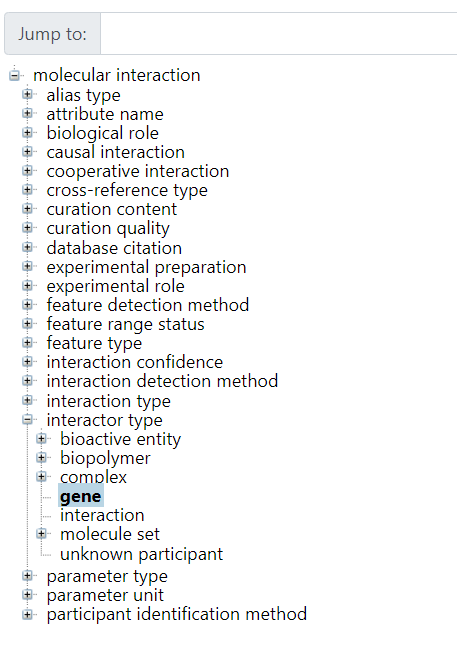 Jump to:
molecular interaction
alias type
attribute name
biological role
causal interaction
cooperative interaction
cross-reference type
curation content
curation quality
database citation
experimental preparation
experimental role
feature detection method
feature range status
feature type
interaction confidence
interaction detection method
interaction type
interactor type
bioactive entity
biopolymer
complex
gene
interaction
molecule set
unknown participant
parameter type
parameter unit
participant identification method